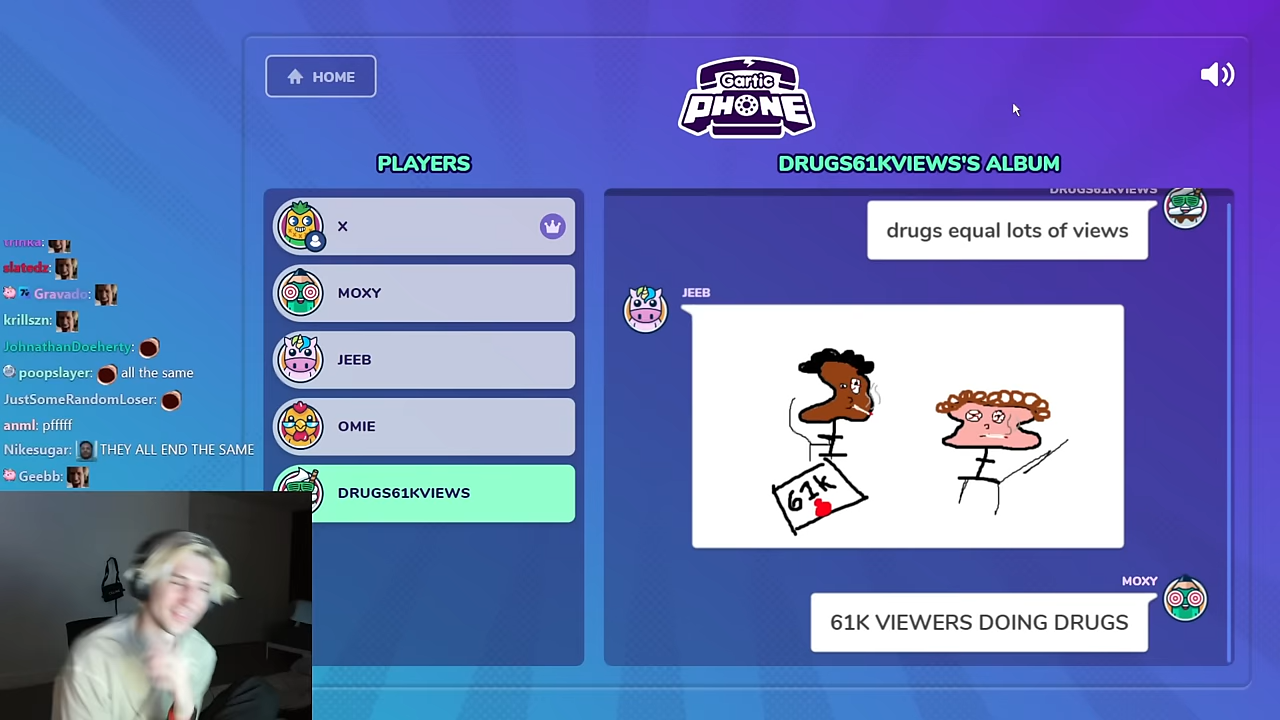 HOME
Gartic
PHONE
PLAYERS
DRUGS61KVIEWS'S ALBUM
X
MOXY
JEEB
OMIE
DRUGS61KVIEWS
DRUGS61KVIEWS
drugs equal lots of views
JEEB
61k
MOXY
61K VIEWERS DOING DRUGS
trinka:
slatedz:
Gravado:
krillszn:
JohnathanDoeherty:
poopslayer: all the same
JustSomeRandomLoser:
anml: pfffff
Nikesugar: THEY ALL END THE SAME
Geebb: